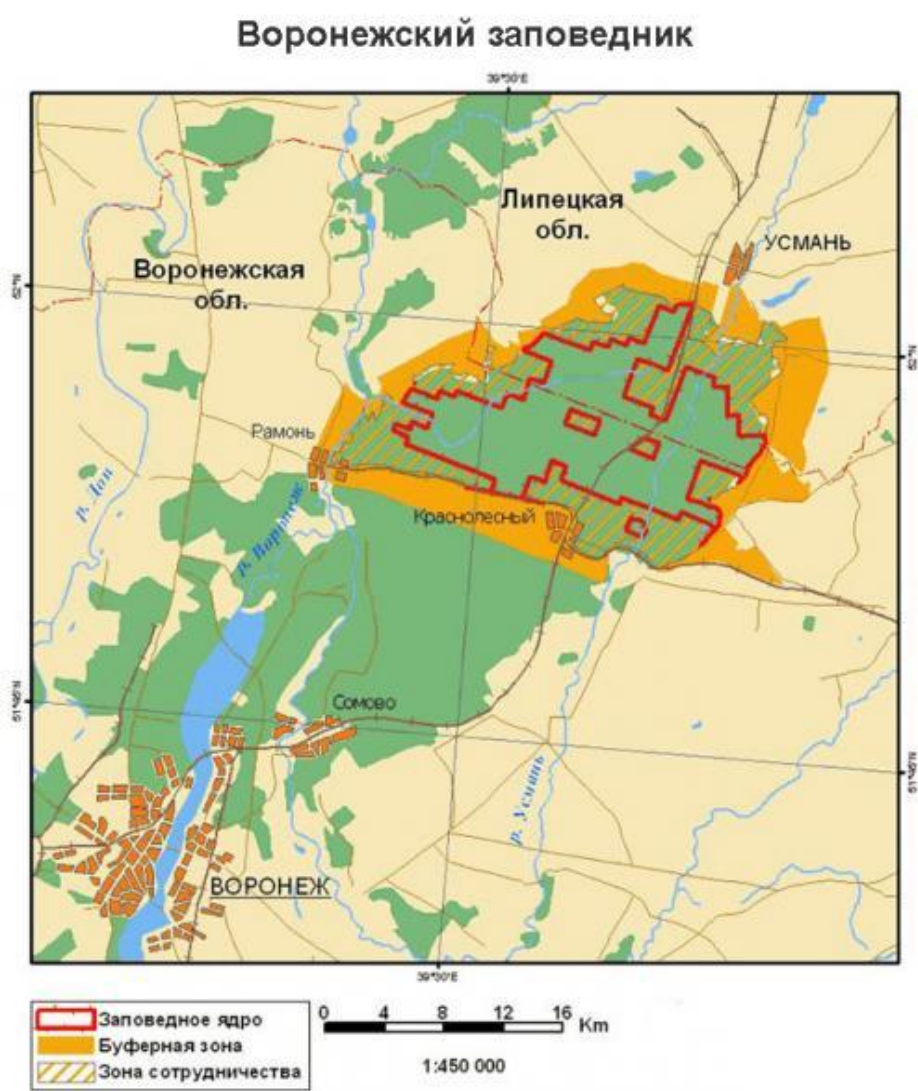 Воронежский заповедник
39°30'E
Липецкая
обл.
УСМАНЬ
Воронежская
обл.
52°N
52°N
Рамонь
р. Дон
р. Воронеж
Краснолесный
Сомово
51°45'N
51°45'N
р. Усмань
ВОРОНЕЖ
39°30'E
Заповедное ядро
Буферная зона
Зона сотрудничества
0 4 8 12 16 Km
1:450 000